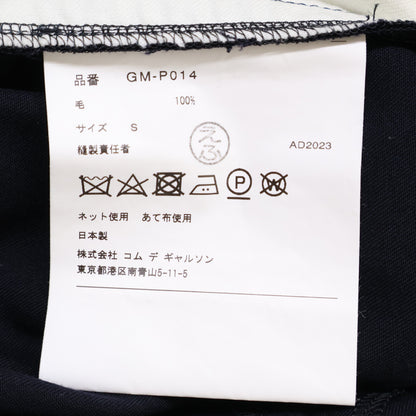 品番 GM-P014
毛 100%
サイズ S
縫製責任者 えふ AD2023
P W
ネット使用 あて布使用
日本製
株式会社 コム デ ギャルソン
東京都港区南青山5-11-5